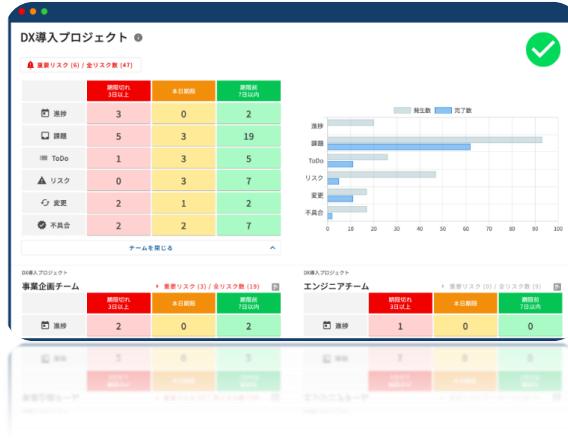 DX導入プロジェクト
重要リスク (6) / 全リスク数 (47)
期限切れ 3日以上 本日期限 期限前 7日以内
進捗 3 0 2
課題 5 3 19
ToDo 1 3 5
リスク 0 3 7
変更 2 1 2
不具合 2 2 7
チームを閉じる
発生数 完了数
進捗
課題
ToDo
リスク
変更
不具合
0 10 20 30 40 50 60 70 80 90 100
DX導入プロジェクト
事業企画チーム 重要リスク (3) / 全リスク数 (19)
期限切れ 3日以上 本日期限 期限前 7日以内
進捗 2 0 2
DX導入プロジェクト
エンジニアチーム 重要リスク (0) / 全リスク数 (9)
期限切れ 3日以上 本日期限 期限前 7日以内
進捗 1 0 0